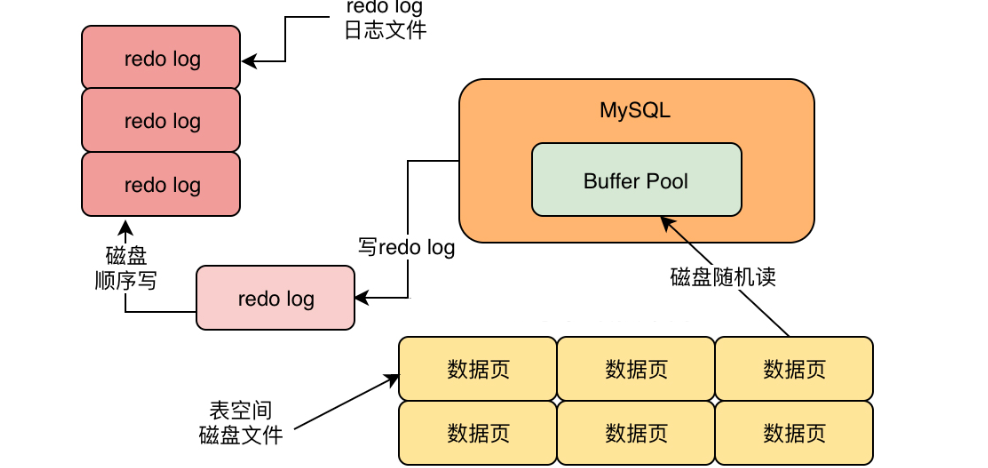 redo log
日志文件
redo log
redo log
redo log
磁盘
顺序写
redo log
写redo log
MySQL
Buffer Pool
磁盘随机读
数据页 数据页 数据页
数据页 数据页 数据页
表空间
磁盘文件